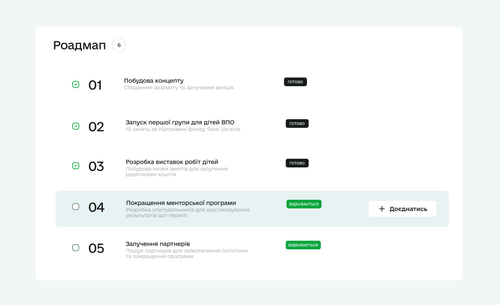 Роадмап 6
01
Побудова концепту
Створення формату та залучення митців
готово
02
Запуск першої групи для дітей ВПО
10 занять за підтримки фонду Save Ukraine
готово
03
Розробка виставок робіт дітей
Побудова низки івентів для залучення
додаткових коштів
готово
04
Покращення менторської програми
Розробка опитувальників для відслідковування
результатів арт-терапії
відбувається
+ Доєднатись
05
Залучення партнерів
Пошук партнерів для забезпечення логістики
та покращення програми
відбувається